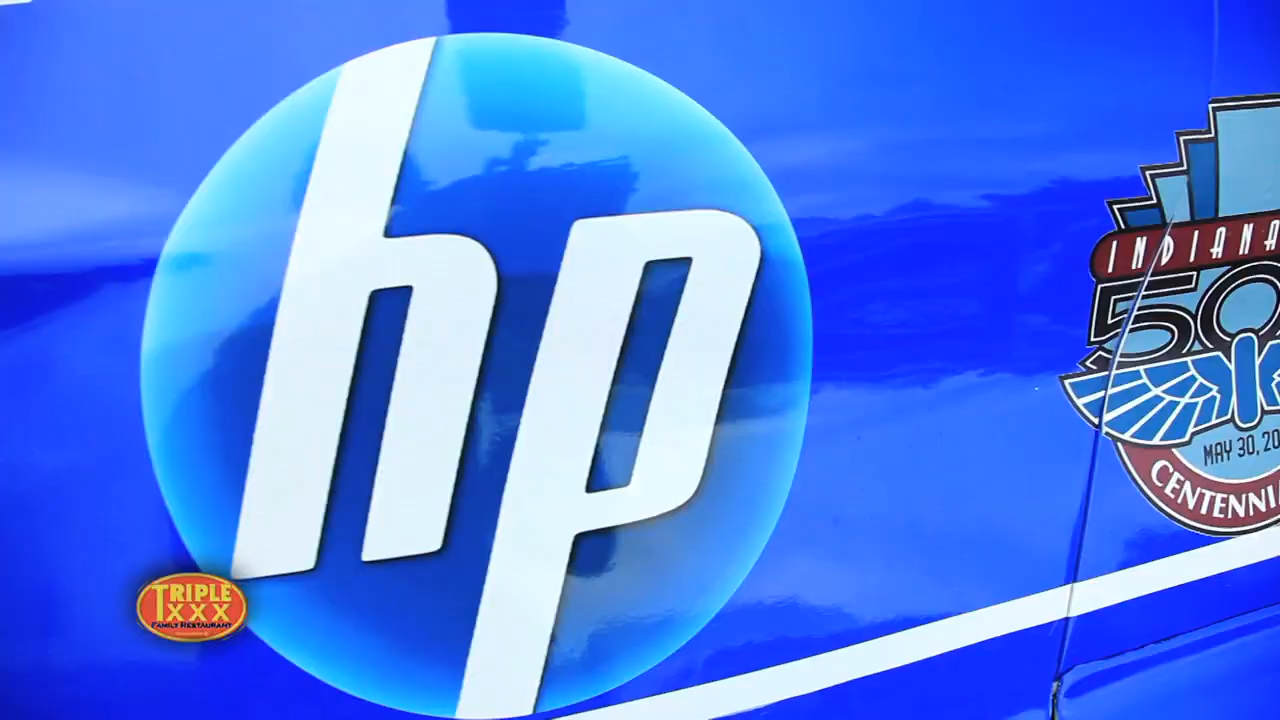 hp
INDIANA
50
MAY 30, 20
CENTENNI
TRIPLE
XXX
FAMILY RESTAURANT